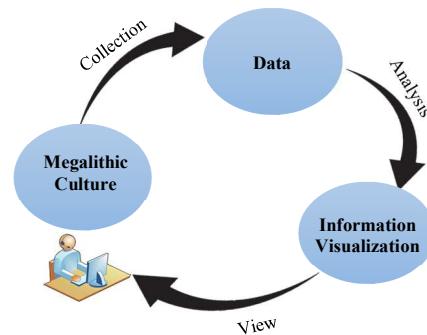 Collection
Data
Analysis
Megalithic
Culture
Information
Visualization
View